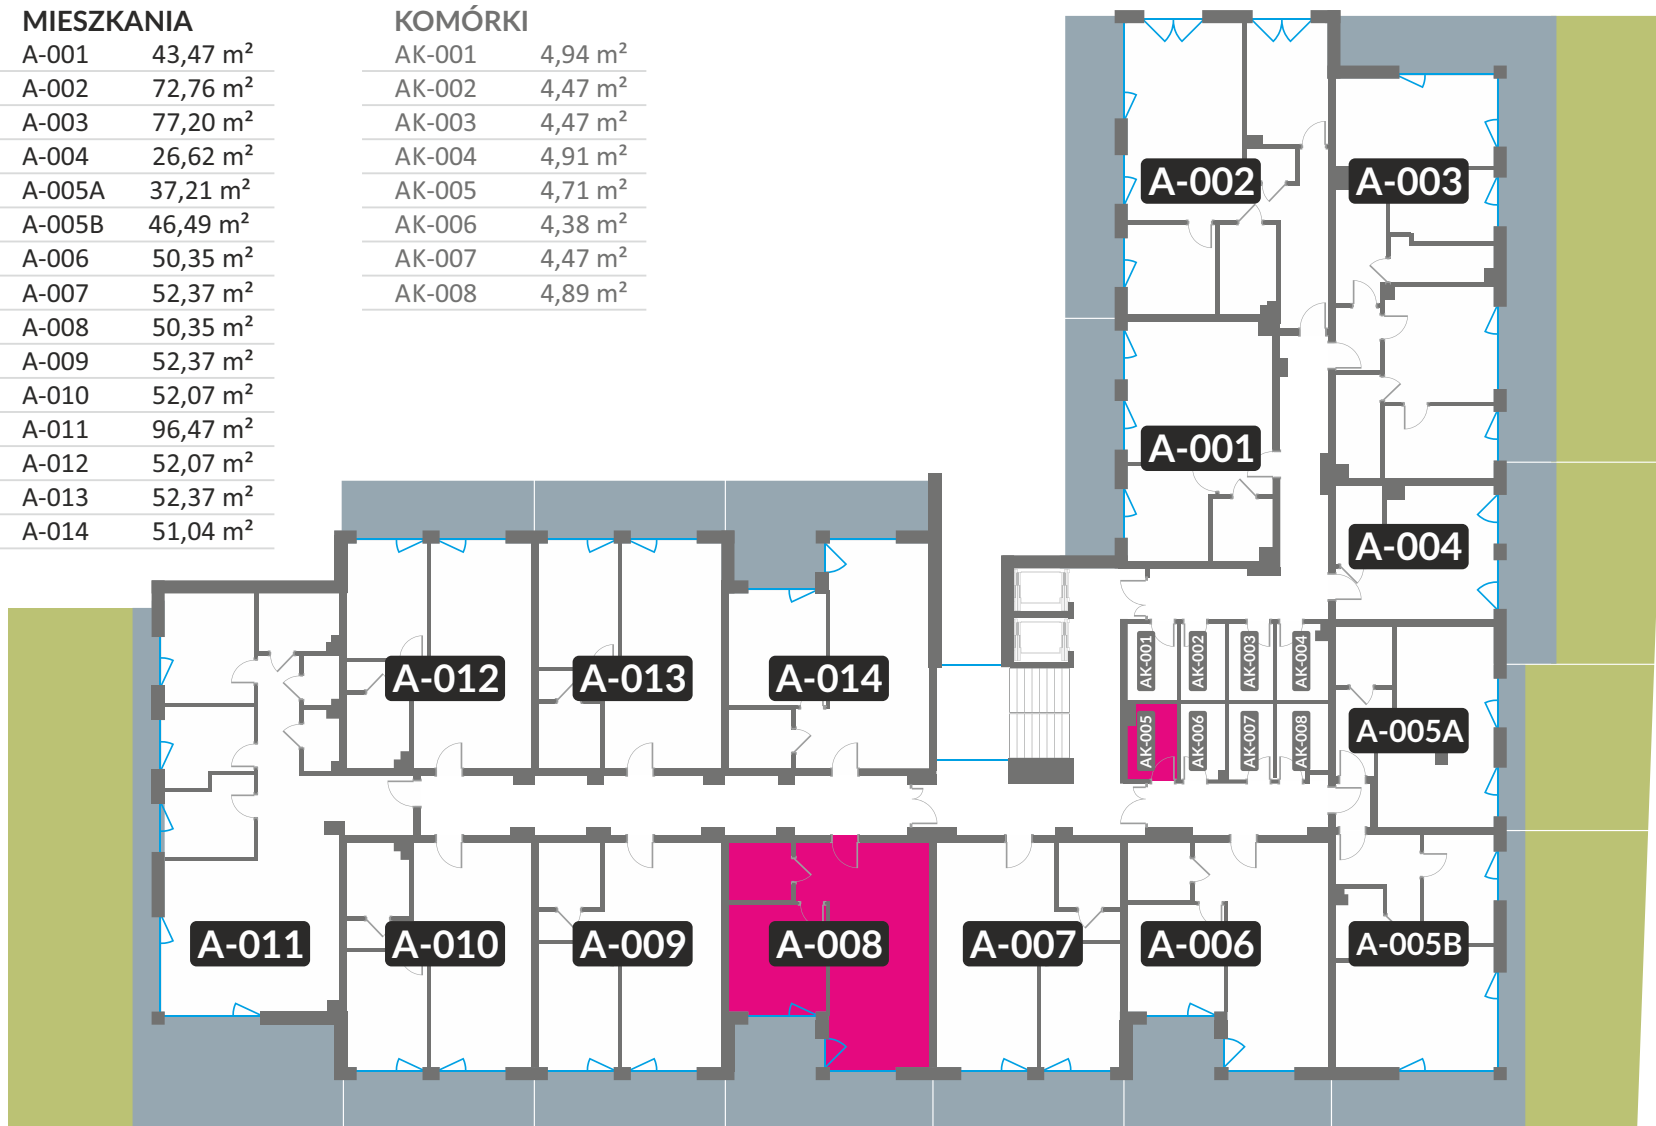 MIESZKANIA
A-001 43,47 m²
A-002 72,76 m²
A-003 77,20 m²
A-004 26,62 m²
A-005A 37,21 m²
A-005B 46,49 m²
A-006 50,35 m²
A-007 52,37 m²
A-008 50,35 m²
A-009 52,37 m²
A-010 52,07 m²
A-011 96,47 m²
A-012 52,07 m²
A-013 52,37 m²
A-014 51,04 m²
KOMÓRKI
AK-001 4,94 m²
AK-002 4,47 m²
AK-003 4,47 m²
AK-004 4,91 m²
AK-005 4,71 m²
AK-006 4,38 m²
AK-007 4,47 m²
AK-008 4,89 m²
A-002
A-003
A-001
A-004
AK-001
AK-002
AK-003
AK-004
A-012
A-013
A-014
AK-005
AK-006
AK-007
AK-008
A-005A
A-011
A-010
A-009
A-008
A-007
A-006
A-005B